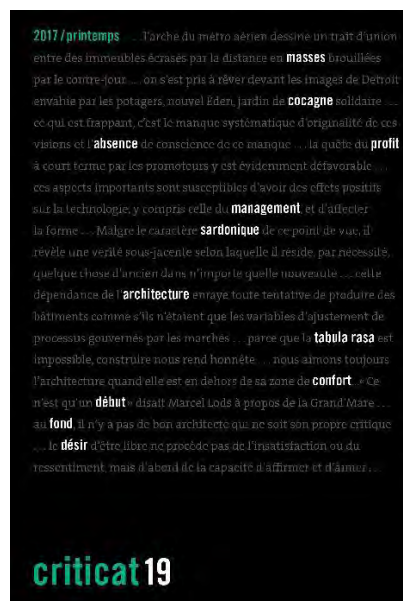 2017/printemps … l'arche du métro aérien dessine un trait d'union
entre des immeubles écrasés par la distance en masses brouillées
par le contre-jour … on s'est pris à rêver devant les images de Detroit
envahie par les potagers, nouvel Eden, jardin de cocagne solidaire …
ce qui est frappant, c'est le manque systématique d'originalité de ces
visions et l'absence de conscience de ce manque … la quête du profit
à court terme par les promoteurs y est évidemment défavorable …
ces aspects importants sont susceptibles d'avoir des effets positifs
sur la technologie, y compris celle du management, et d'affecter
la forme … Malgré le caractère sardonique de ce point de vue, il
révèle une vérité sous-jacente selon laquelle il réside, par nécessité,
quelque chose d'ancien dans n'importe quelle nouveauté … cette
dépendance de l'architecture enraye toute tentative de produire des
bâtiments comme s'ils n'étaient que les variables d'ajustement de
processus gouvernés par les marchés … parce que la tabula rasa est
impossible, construire nous rend honnête … nous aimons toujours
l'architecture quand elle est en dehors de sa zone de confort … « Ce
n'est qu'un début » disait Marcel Lods à propos de la Grand'Mare …
au fond, il n'y a pas de bon architecte qui ne soit son propre critique
… le désir d'être libre ne procède pas de l'insatisfaction ou du
ressentiment, mais d'abord de la capacité d'affirmer et d'aimer …
criticat 19